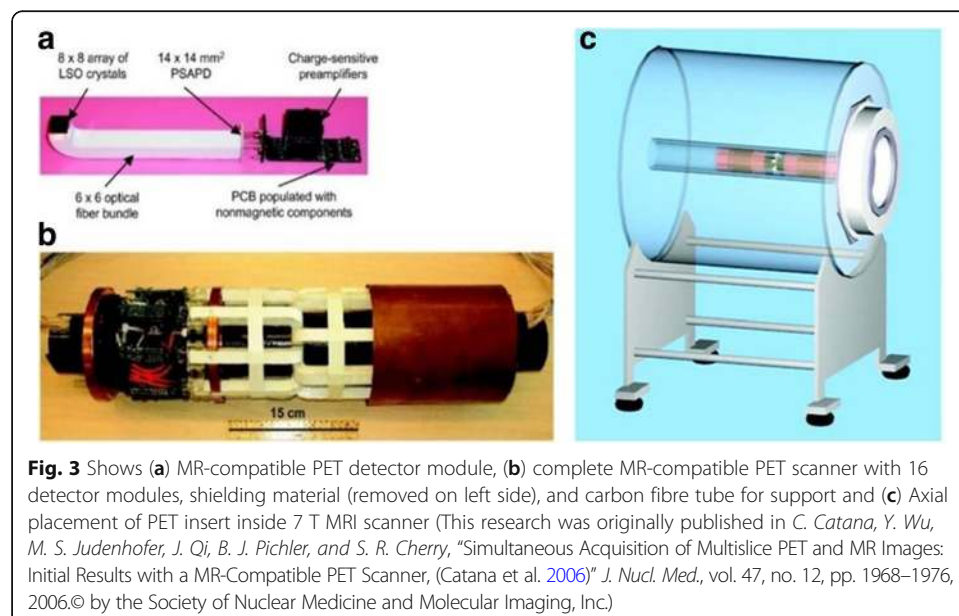 a
8 x 8 array of
LSO crystals
14 x 14 mm²
PSAPD
Charge-sensitive
preamplifiers
6 x 6 optical
fiber bundle
PCB populated with
nonmagnetic components
b
15 cm
c
Fig. 3 Shows (a) MR-compatible PET detector module, (b) complete MR-compatible PET scanner with 16
detector modules, shielding material (removed on left side), and carbon fibre tube for support and (c) Axial
placement of PET insert inside 7 T MRI scanner (This research was originally published in C. Catana, Y. Wu,
M. S. Judenhofer, J. Qi, B. J. Pichler, and S. R. Cherry, “Simultaneous Acquisition of Multislice PET and MR Images:
Initial Results with a MR-Compatible PET Scanner, (Catana et al. 2006)” J. Nucl. Med., vol. 47, no. 12, pp. 1968–1976,
2006.© by the Society of Nuclear Medicine and Molecular Imaging, Inc.)